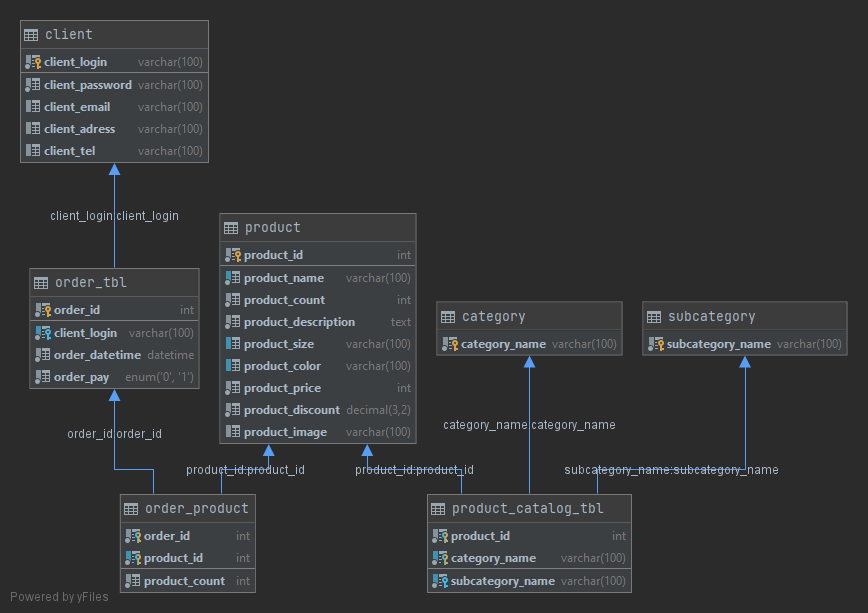 client
client_login varchar(100)
client_password varchar(100)
client_email varchar(100)
client_adress varchar(100)
client_tel varchar(100)
client_login:client_login
product
product_id int
product_name varchar(100)
product_count int
product_description text
product_size varchar(100)
product_color varchar(100)
product_price int
product_discount decimal(3,2)
product_image varchar(100)
order_tbl
order_id int
client_login varchar(100)
order_datetime datetime
order_pay enum('0', '1')
category
category_name varchar(100)
subcategory
subcategory_name varchar(100)
order_id:order_id
product_id:product_id
product_id:product_id
category_name:category_name
subcategory_name:subcategory_name
order_product
order_id int
product_id int
product_count int
product_catalog_tbl
product_id int
category_name varchar(100)
subcategory_name varchar(100)
Powered by yFiles